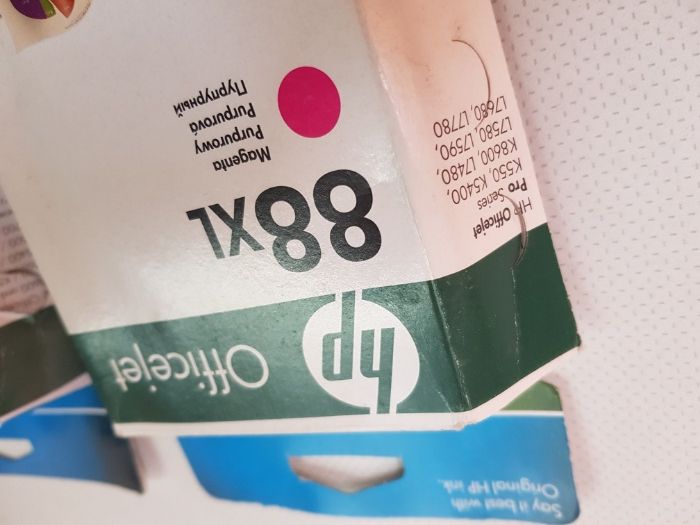 hp Officejet
88XL
Magenta
Purpurowy
Purpurová
Пурпурный
HP Officejet
Pro Series
K550, K5400,
K8600, L7480,
L7580, L7590,
L7680, L7780
Say it best with
Original HP ink.